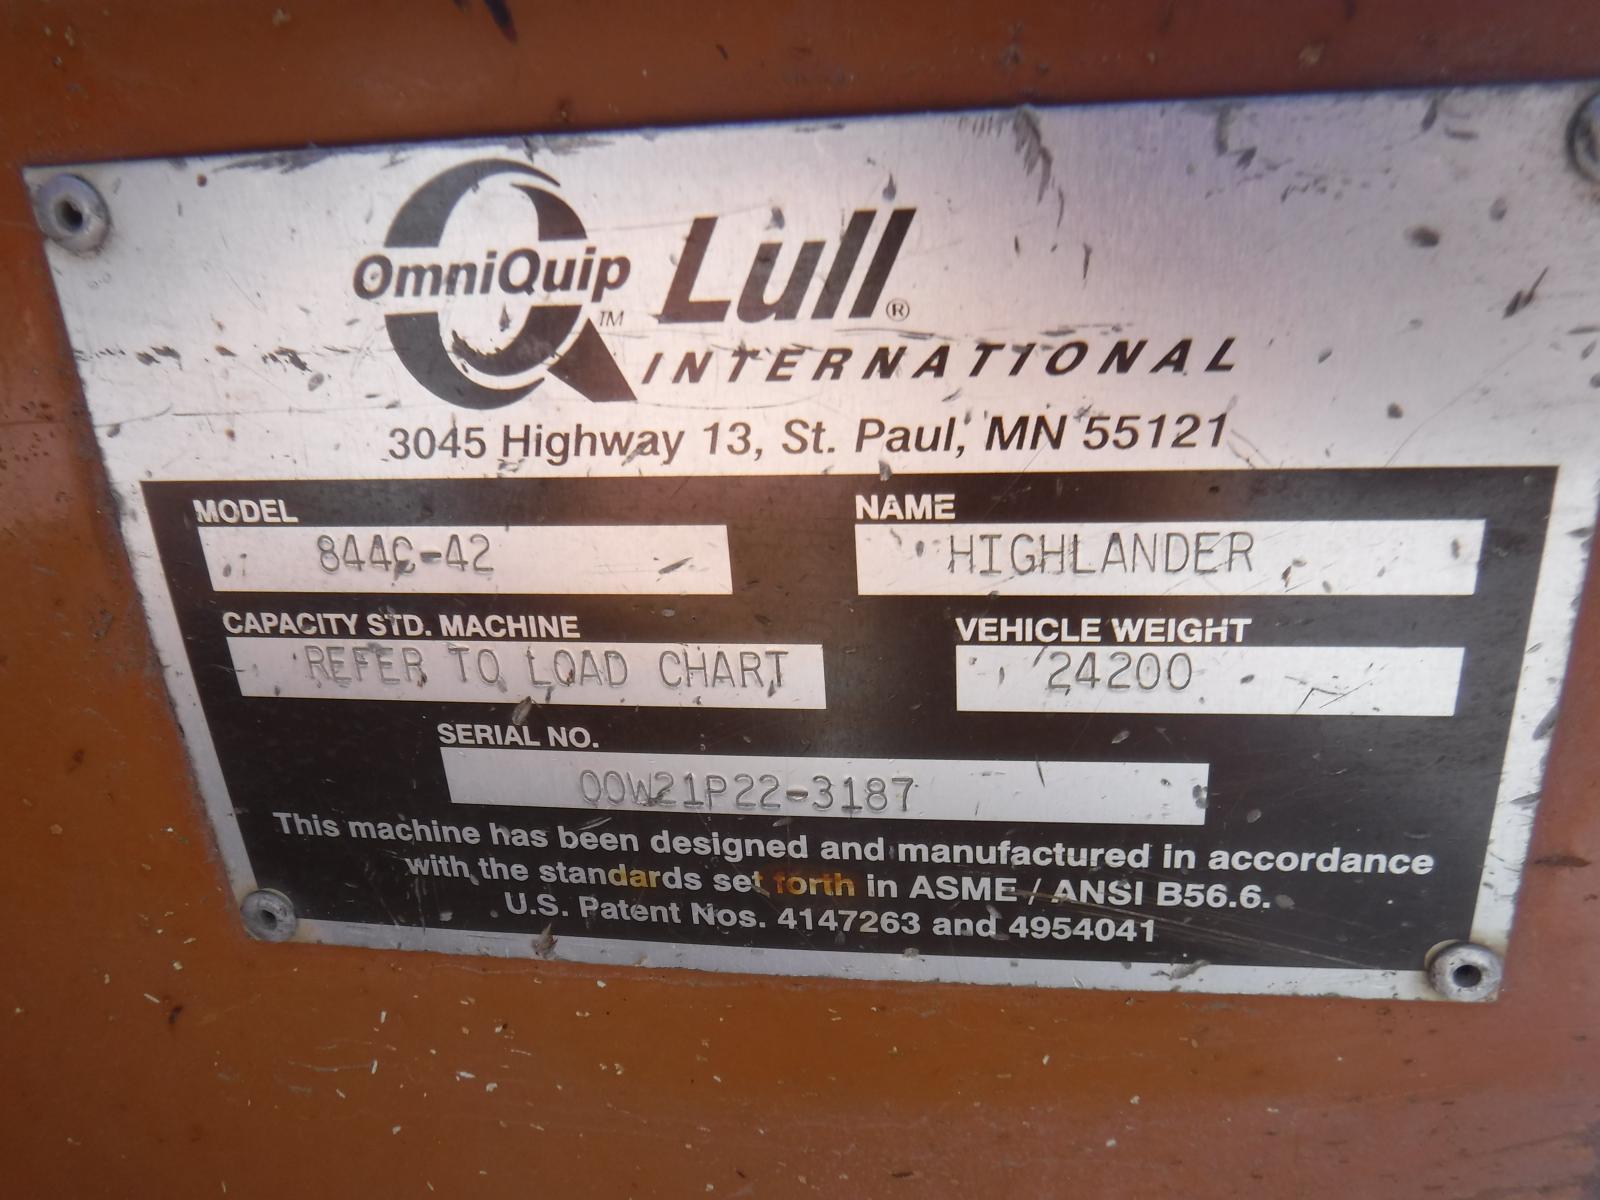 OmniQuip™ Lull®
INTERNATIONAL
3045 Highway 13, St. Paul, MN 55121
MODEL
844C-42
NAME
HIGHLANDER
CAPACITY STD. MACHINE
REFER TO LOAD CHART
VEHICLE WEIGHT
24200
SERIAL NO.
00W21P22-3187
This machine has been designed and manufactured in accordance
with the standards set forth in ASME / ANSI B56.6.
U.S. Patent Nos. 4147263 and 4954041